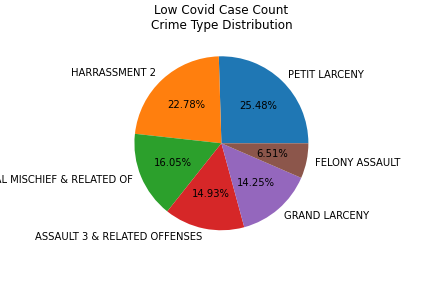 Low Covid Case Count
Crime Type Distribution
HARRASSMENT 2
PETIT LARCENY
22.78%
25.48%
16.05%
6.51%
FELONY ASSAULT
AL MISCHIEF & RELATED OF
14.93%
14.25%
GRAND LARCENY
ASSAULT 3 & RELATED OFFENSES